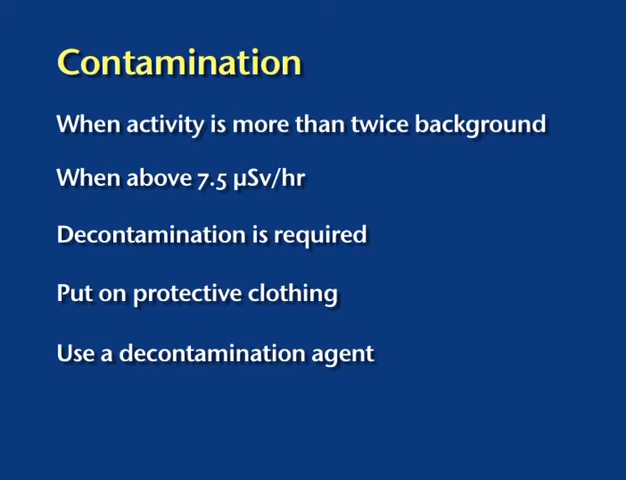 Contamination
When activity is more than twice background
When above 7.5 µSv/hr
Decontamination is required
Put on protective clothing
Use a decontamination agent